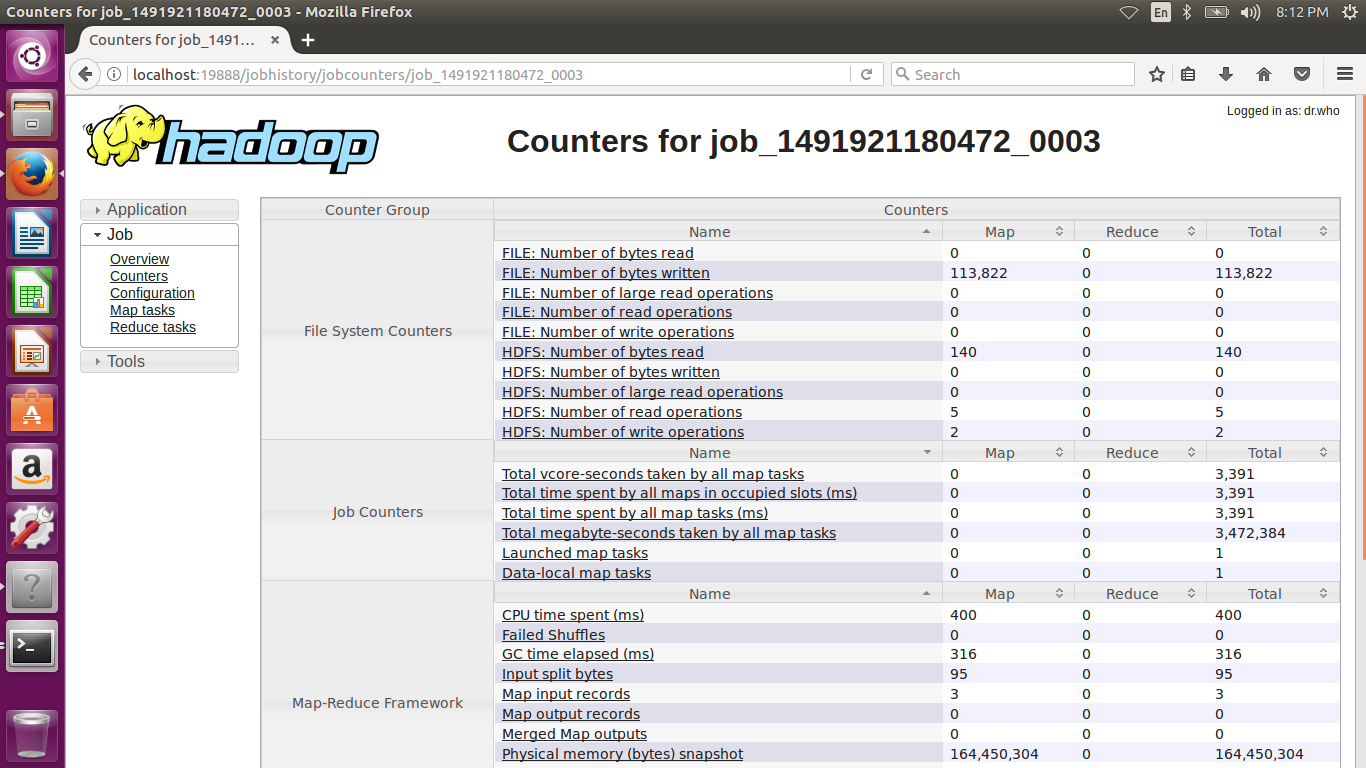 Counters for job_1491921180472_0003 - Mozilla Firefox
En
8:12 PM
Counters for job_1491...
localhost:19888/jobhistory/jobcounters/job_1491921180472_0003
Search
Logged in as: dr.who
hadoop
Counters for job_1491921180472_0003
Application
Job
Overview
Counters
Configuration
Map tasks
Reduce tasks
Tools
Counter Group Counters
File System Counters
Name Map Reduce Total
FILE: Number of bytes read 0 0 0
FILE: Number of bytes written 113,822 0 113,822
FILE: Number of large read operations 0 0 0
FILE: Number of read operations 0 0 0
FILE: Number of write operations 0 0 0
HDFS: Number of bytes read 140 0 140
HDFS: Number of bytes written 0 0 0
HDFS: Number of large read operations 0 0 0
HDFS: Number of read operations 5 0 5
HDFS: Number of write operations 2 0 2
Job Counters
Name Map Reduce Total
Total vcore-seconds taken by all map tasks 0 0 3,391
Total time spent by all maps in occupied slots (ms) 0 0 3,391
Total time spent by all map tasks (ms) 0 0 3,391
Total megabyte-seconds taken by all map tasks 0 0 3,472,384
Launched map tasks 0 0 1
Data-local map tasks 0 0 1
Map-Reduce Framework
Name Map Reduce Total
CPU time spent (ms) 400 0 400
Failed Shuffles 0 0 0
GC time elapsed (ms) 316 0 316
Input split bytes 95 0 95
Map input records 3 0 3
Map output records 0 0 0
Merged Map outputs 0 0 0
Physical memory (bytes) snapshot 164,450,304 0 164,450,304